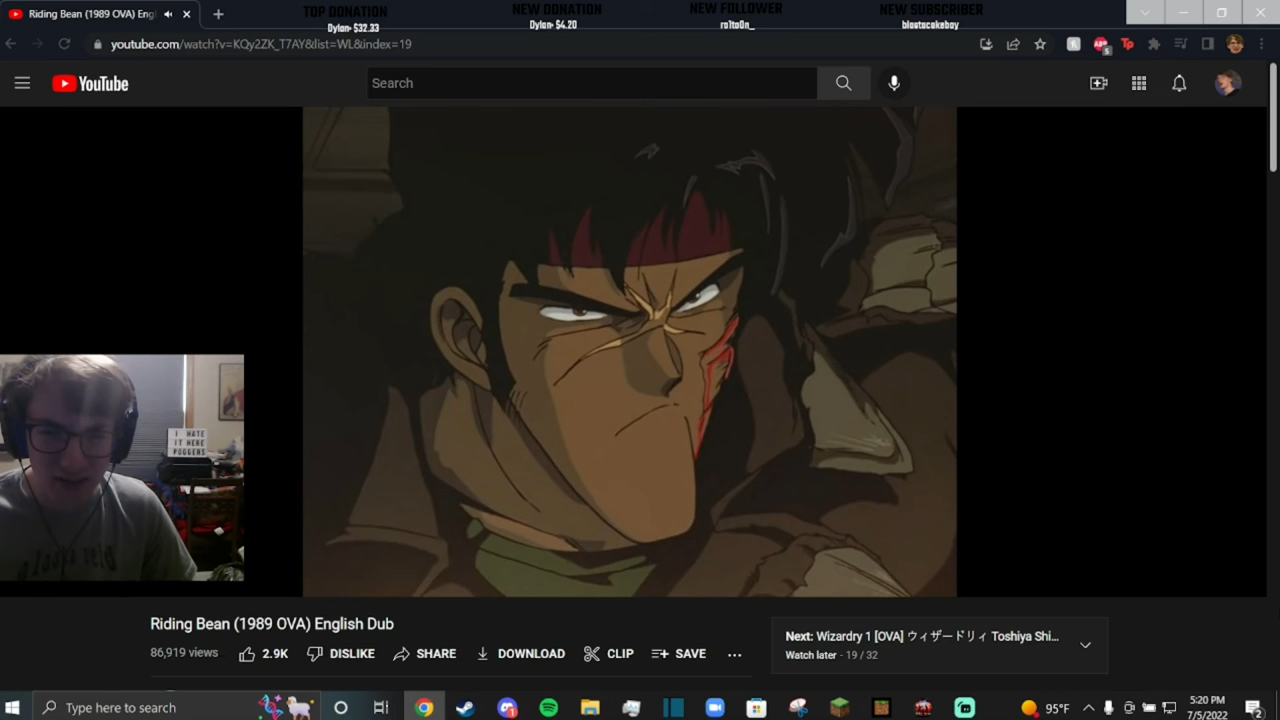 TOP DONATION
Dylan- $32.33
NEW DONATION
Dylan- $4.20
NEW FOLLOWER
ra1to0n_
NEW SUBSCRIBER
blastacakeboy
Riding Bean (1989 OVA) Engl
youtube.com/watch?v=KQy2ZK_T7AY&list=WL&index=19
YouTube
Search
I HATE
IT HERE
POGGERS
Riding Bean (1989 OVA) English Dub
86,919 views
2.9K
DISLIKE
SHARE
DOWNLOAD
CLIP
SAVE
Next: Wizardry 1 [OVA] ウィザードリィ Toshiya Shi...
Watch later - 19 / 32
Type here to search
95°F
5:20 PM
7/5/2022